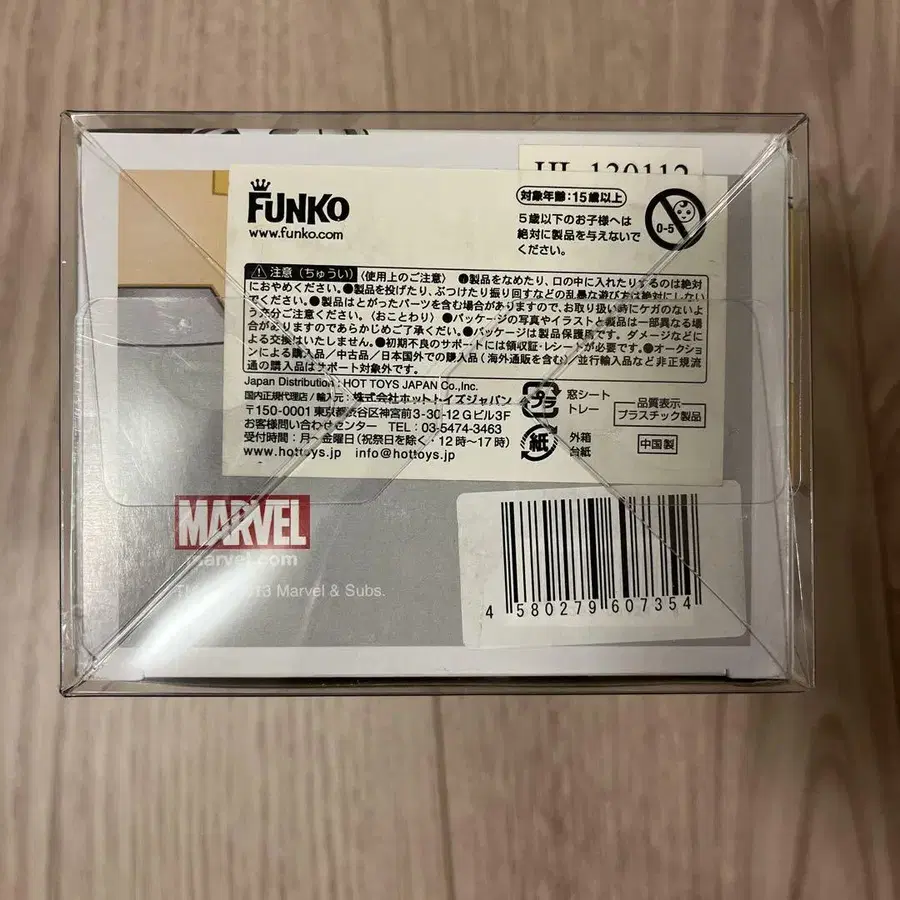 FUNKO
www.funko.com
対象年齢:15歳以上
5歳以下のお子様へは
絶対に製品を与えないで
ください。
0-5
注意(ちゅうい)〈使用上のご注意〉●製品をなめたり、口の中に入れたりするのは絶対
におやめください。●製品を投げたり、ぶつけたり振り回すなどの乱暴な遊び方は絶対にしない
でください。●製品はとがったパーツを含む場合がありますので、お取り扱い時にケガのないよ
う充分ご注意ください。〈おことわり〉●パッケージの写真やイラストと製品は一部異なる場
合がありますのであらかじめご了承くだい。●パッケージは製品保護馬です。ダメージなどに
よる交換はいたしません。●初期不良のサポートには領収証・レシートが必要です。●オークショ
ンによる購入品/中古品/日本国外での購入品(海外通販を含む)/並行輸入品など非正規流
通の購入品はサポート対象外です。
Japan Distribution: HOT TOYS JAPAN Co.,Inc.
国内正規代理店/輸入元:株式会社ホットトイズジャパン
〒150-0001 東京都渋谷区神宮前3-30-12 Gビル3F
お客様問い合わせセンター TEL: 03-5474-3463
受付時間:月~金曜日(祝祭日を除く・12時~17時)
www.hottoys.jp info@hottoys.jp
プラ
窓シート
トレー
紙
外箱
台紙
品質表示
プラスチック製品
中国製
MARVEL
marvel.com
13 Marvel & Subs.
4 580279 607354